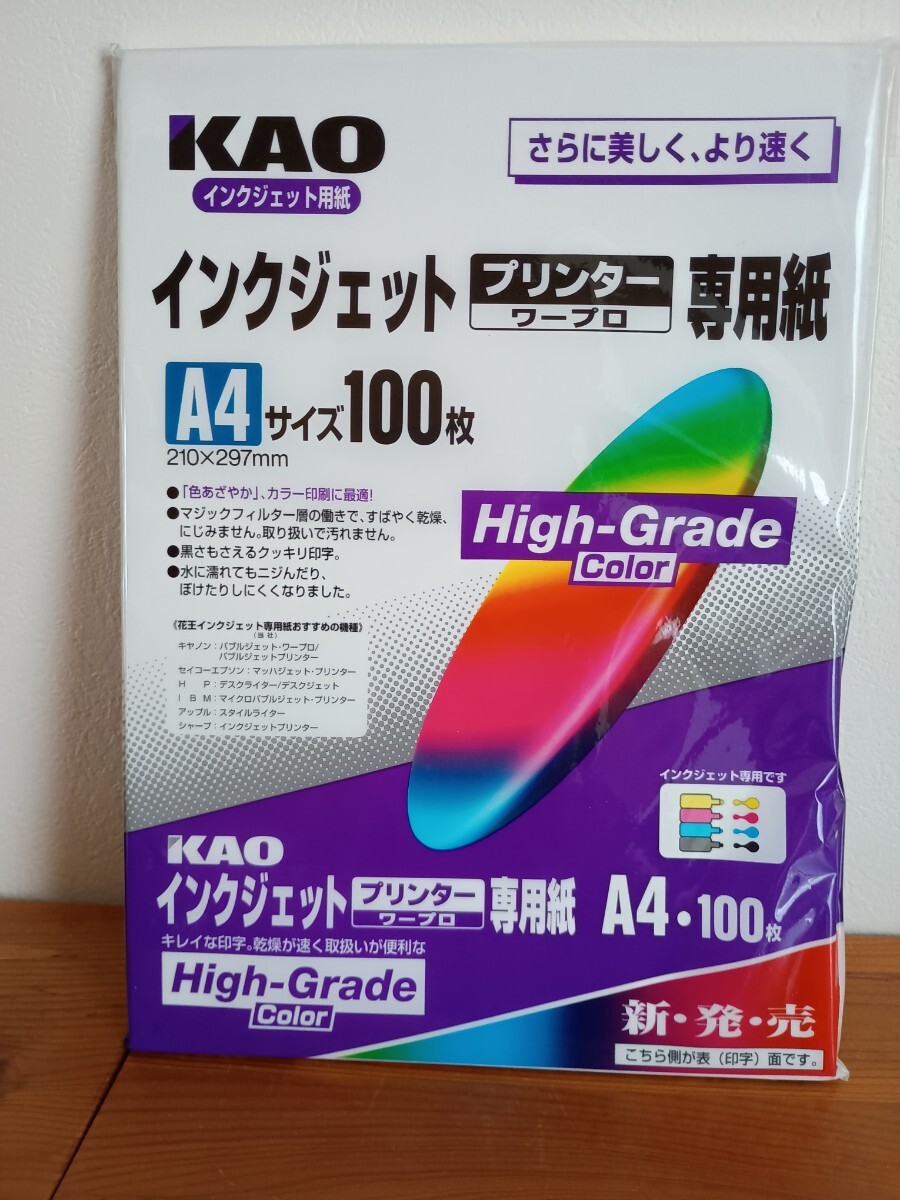 KAO
インクジェット用紙
さらに美しく、より速く
インクジェット プリンター ワープロ 専用紙
A4サイズ100枚
210×297mm
●「色あざやか」、カラー印刷に最適!
●マジックフィルター層の働きで、すばやく乾燥、
にじみません。取り扱いで汚れません。
●黒さもさえるクッキリ印字。
●水に濡れてもニジんだり、
ぼけたりしにくくなりました。
High-Grade
Color
《花王インクジェット専用紙おすすめの機種》
(当社)
キヤノン:バブルジェット・ワープロ/
バブルジェットプリンター
セイコーエプソン:マッハジェット・プリンター
HP:デスクライター/デスクジェット
IBM:マイクロバブルジェット・プリンター
アップル:スタイルライター
シャープ:インクジェットプリンター
インクジェット専用です
KAO
インクジェット プリンター ワープロ 専用紙 A4・100枚
キレイな印字。乾燥が速く取扱いが便利な
High-Grade
Color
新・発・売
こちら側が表(印字)面です。